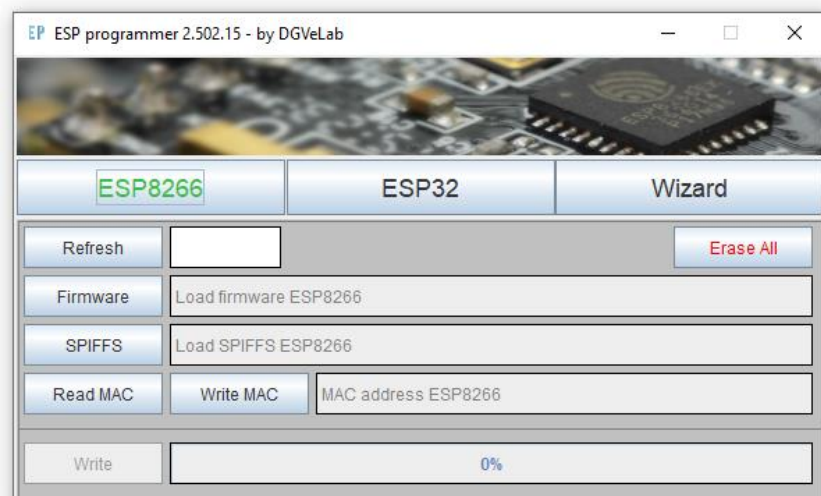 EP ESP programmer 2.502.15 - by DGVeLab
ESP8266 ESP32 Wizard
Refresh Erase All
Firmware Load firmware ESP8266
SPIFFS Load SPIFFS ESP8266
Read MAC Write MAC MAC address ESP8266
Write 0%